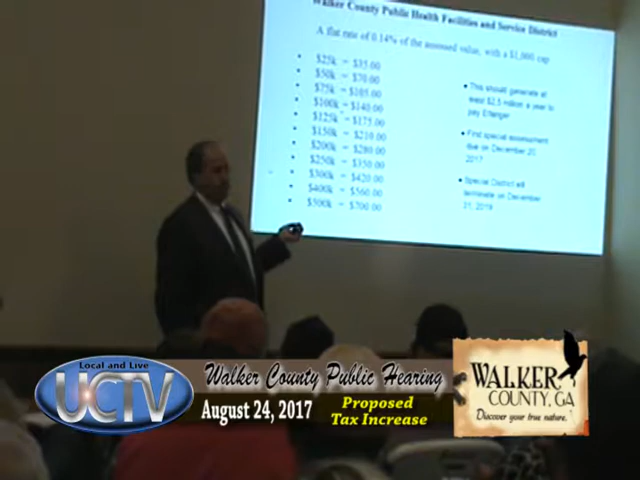 Walker County Public Health Facilities and Service District
A flat rate of 0.14% of the assessed value, with a $1,000 cap
• $25k = $35.00
• $50k = $70.00
• $75k = $105.00
• $100k = $140.00
• $125k = $175.00
• $150k = $210.00
• $200k = $280.00
• $250k = $350.00
• $300k = $420.00
• $400k = $560.00
• $500k = $700.00
• This should generate at
least $2.5 million a year to
pay Erlanger
• First special assessment
due on December 20,
2017
• Special District will
terminate on December
31, 2019
Local and Live
UCTV
Walker County Public Hearing
August 24, 2017
Proposed
Tax Increase
WALKER
COUNTY, GA
Discover your true nature.